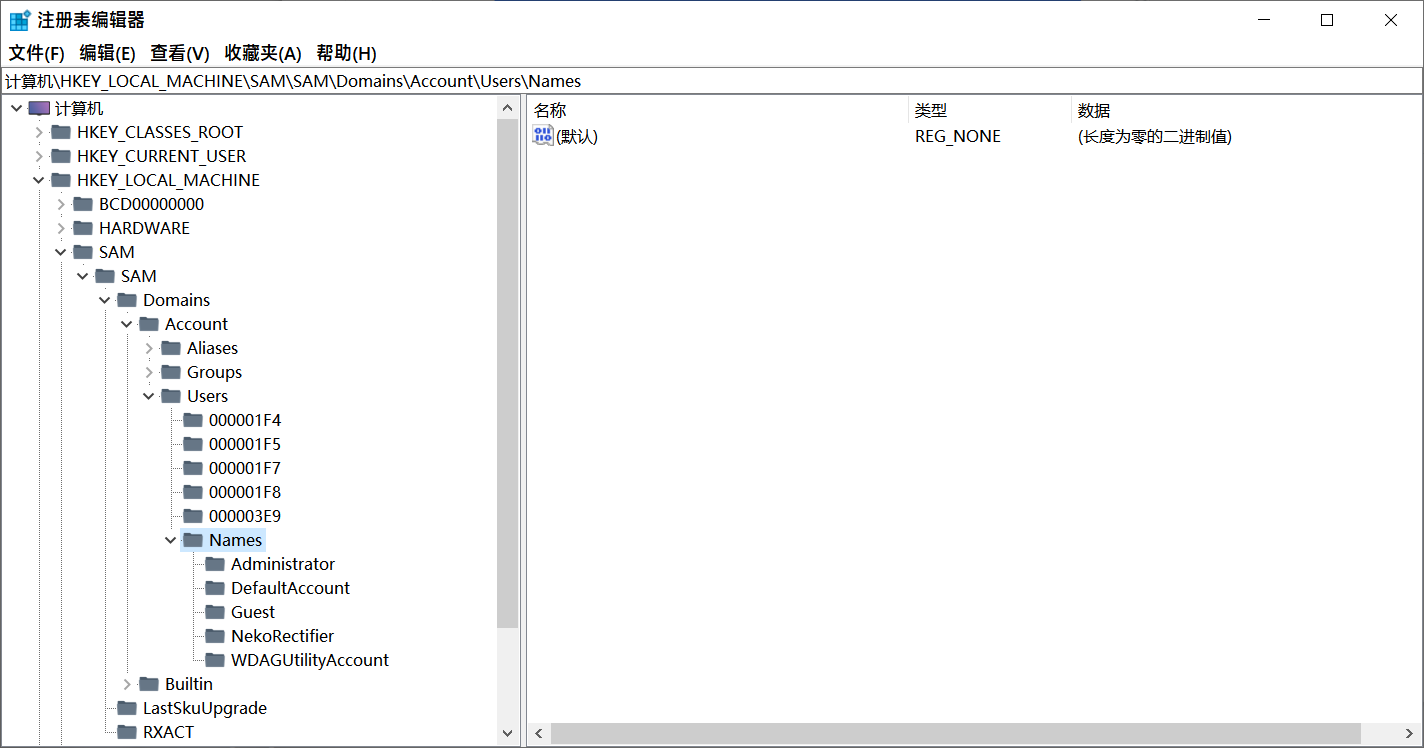 注册表编辑器
文件(F) 编辑(E) 查看(V) 收藏夹(A) 帮助(H)
计算机\HKEY_LOCAL_MACHINE\SAM\SAM\Domains\Account\Users\Names
计算机
HKEY_CLASSES_ROOT
HKEY_CURRENT_USER
HKEY_LOCAL_MACHINE
BCD00000000
HARDWARE
SAM
SAM
Domains
Account
Aliases
Groups
Users
000001F4
000001F5
000001F7
000001F8
000003E9
Names
Administrator
DefaultAccount
Guest
NekoRectifier
WDAGUtilityAccount
Builtin
LastSkuUpgrade
RXACT
名称 类型 数据
(默认) REG_NONE (长度为零的二进制值)